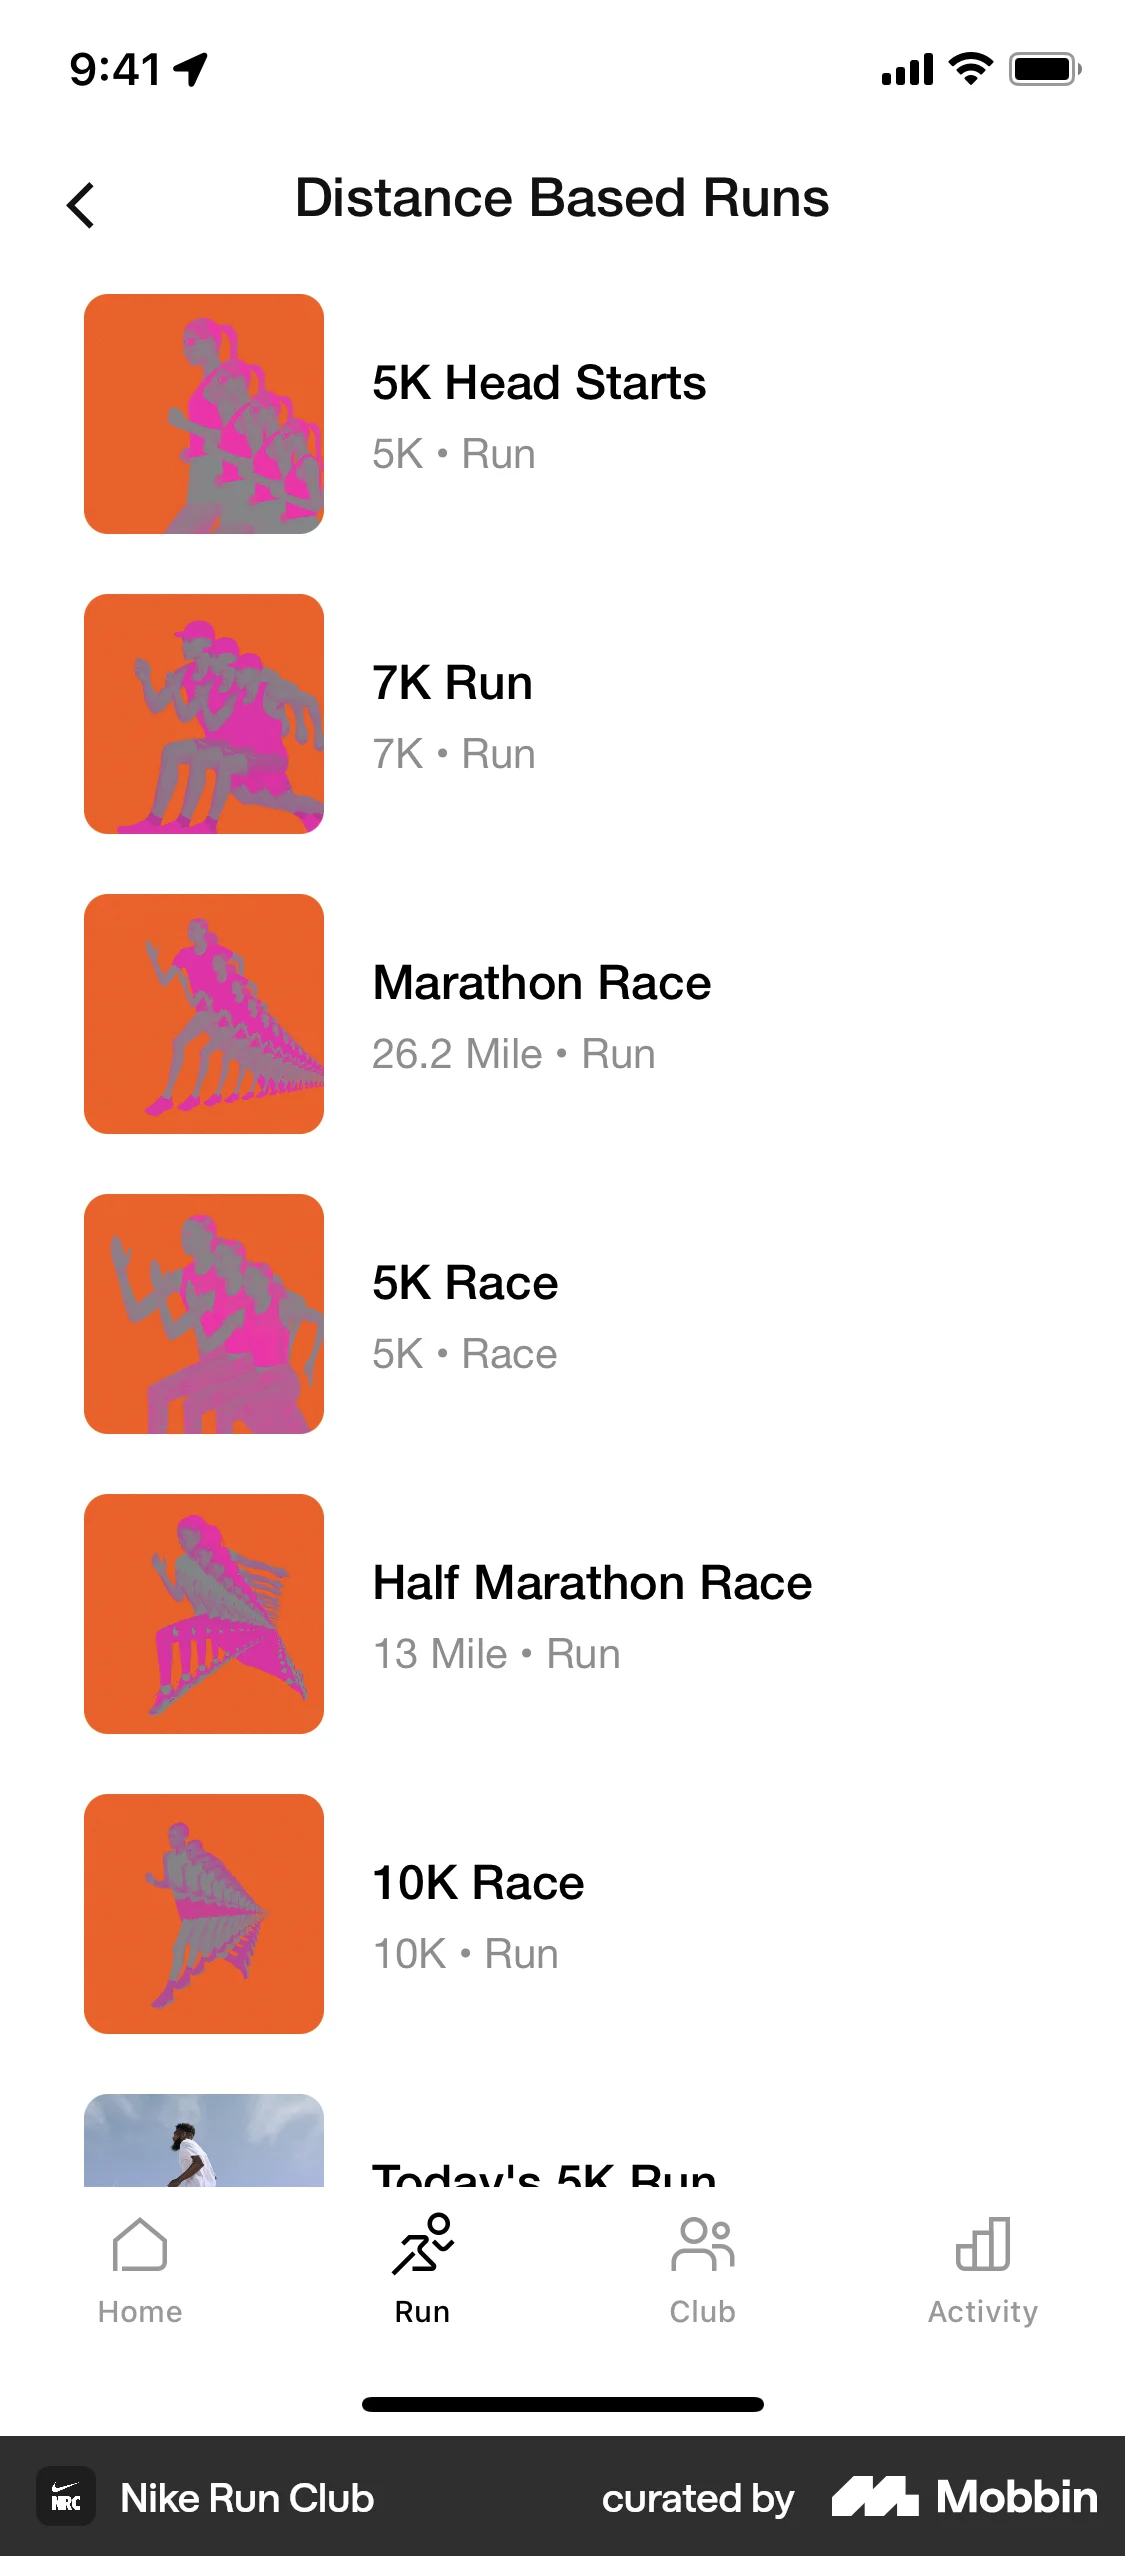 9:41
Distance Based Runs
5K Head Starts
5K • Run
7K Run
7K • Run
Marathon Race
26.2 Mile • Run
5K Race
5K • Race
Half Marathon Race
13 Mile • Run
10K Race
10K • Run
Today's 5K Run
Home
Run
Club
Activity
NRC
Nike Run Club
curated by
Mobbin